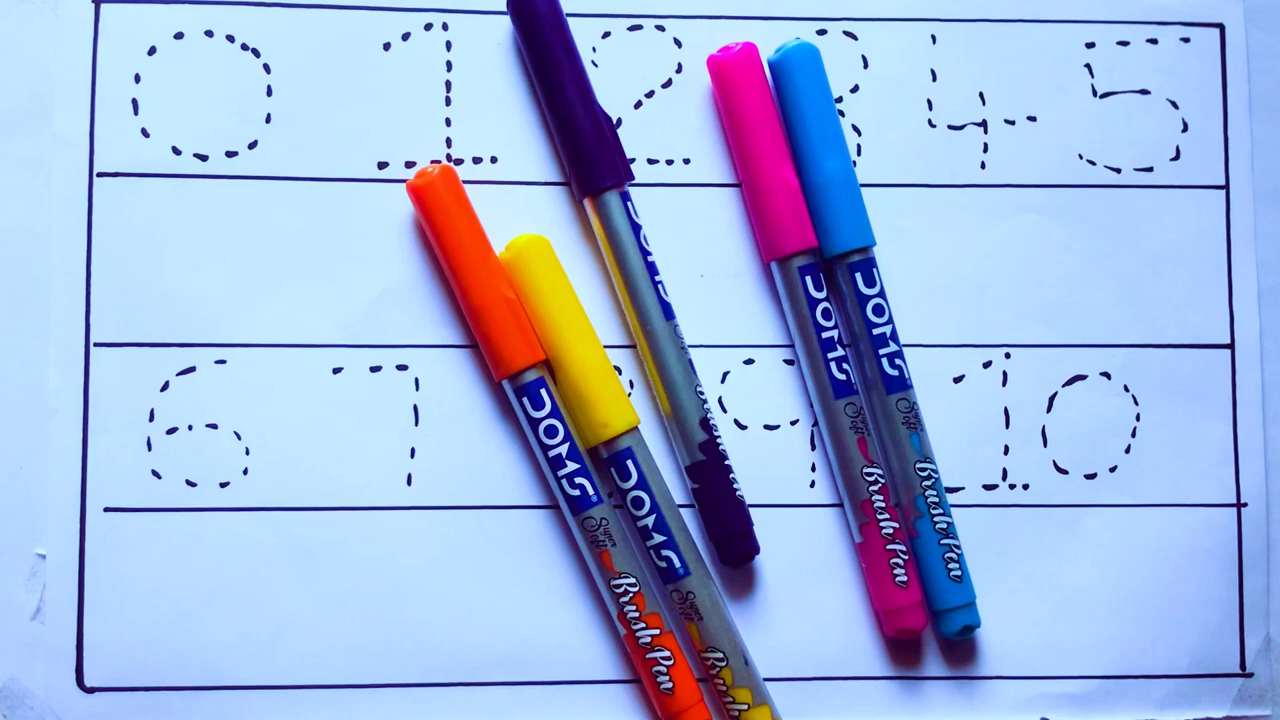 0 1 2 3 4 5
6 7 9 10
DOMS® Super Soft Brush Pen
DOMS® Super Soft Brush
DOMS Brush Pen
DOMS Super Soft Brush Pen
DOMS Super Soft Brush Pen